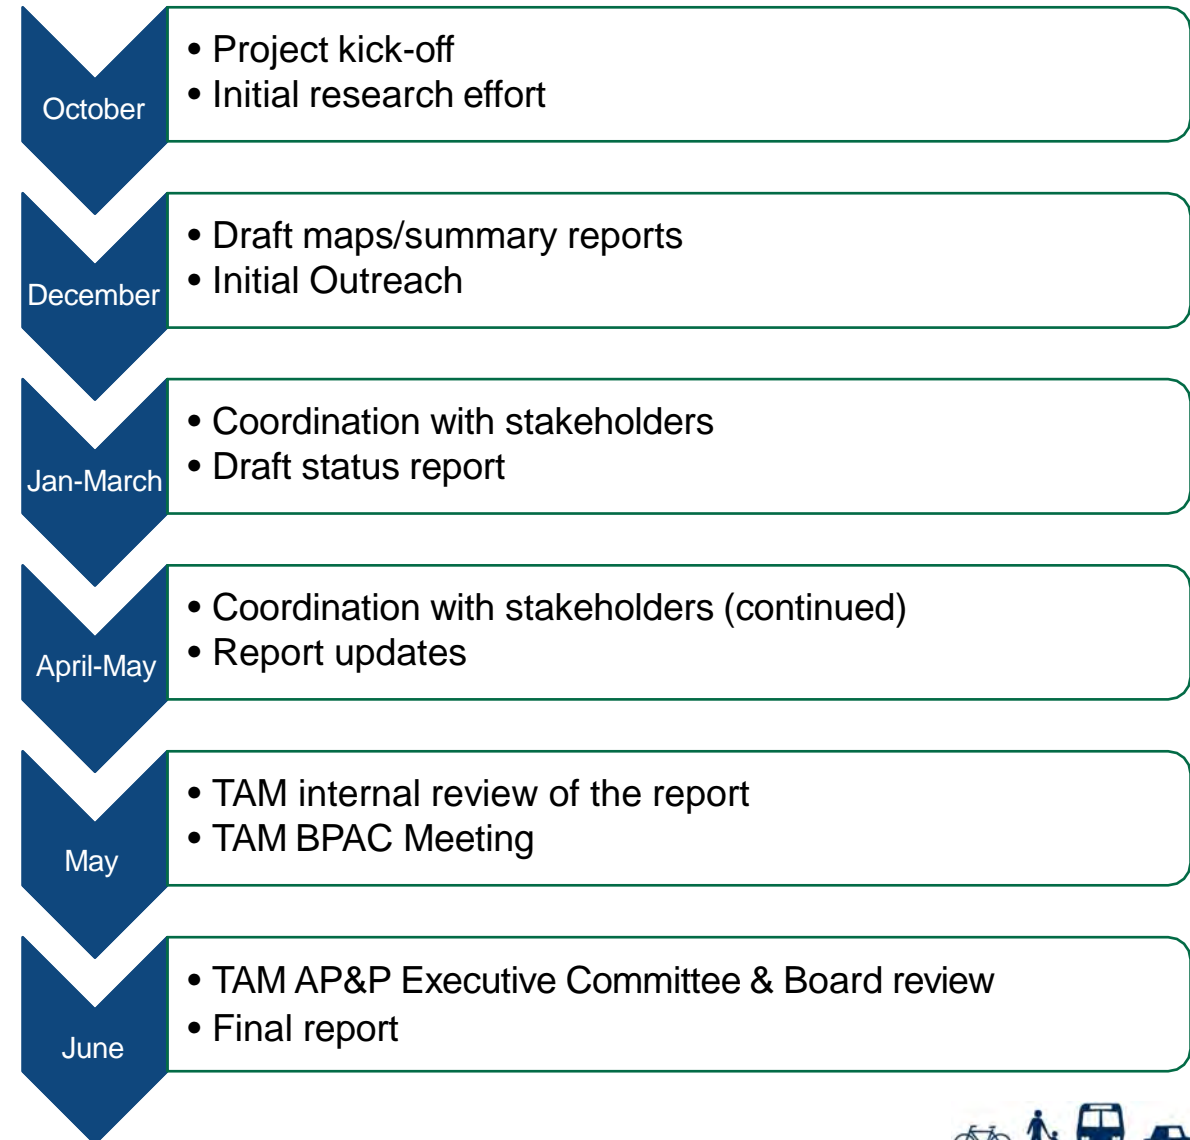 October
• Project kick-off
• Initial research effort
December
• Draft maps/summary reports
• Initial Outreach
Jan-March
• Coordination with stakeholders
• Draft status report
April-May
• Coordination with stakeholders (continued)
• Report updates
May
• TAM internal review of the report
• TAM BPAC Meeting
June
• TAM AP&P Executive Committee & Board review
• Final report